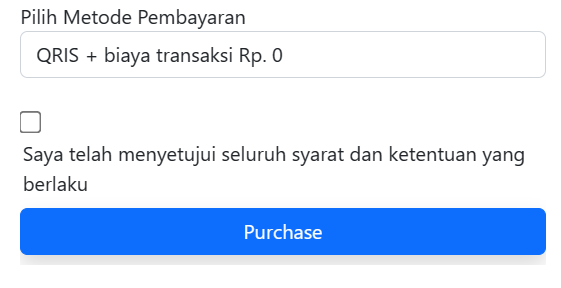 Pilih Metode Pembayaran
QRIS + biaya transaksi Rp. 0
Saya telah menyetujui seluruh syarat dan ketentuan yang
berlaku
Purchase